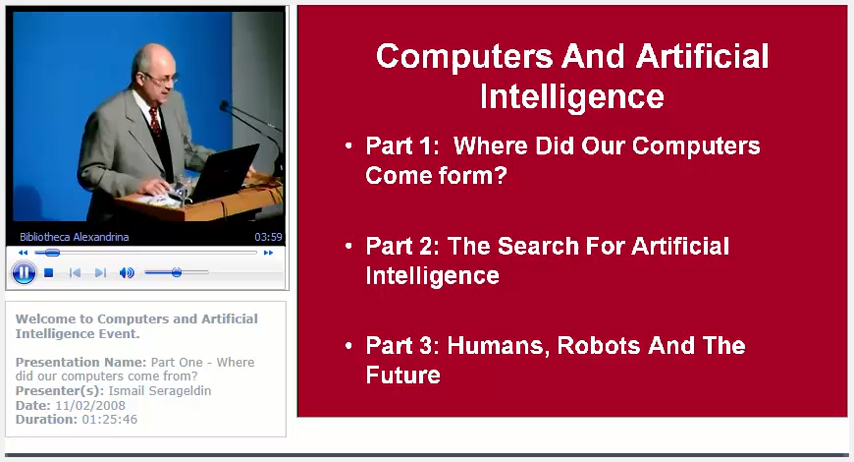 Bibliotheca Alexandrina 03:59
Welcome to Computers and Artificial
Intelligence Event.
Presentation Name: Part One - Where
did our computers come from?
Presenter(s): Ismail Serageldin
Date: 11/02/2008
Duration: 01:25:46
Computers And Artificial
Intelligence
• Part 1: Where Did Our Computers
Come form?
• Part 2: The Search For Artificial
Intelligence
• Part 3: Humans, Robots And The
Future